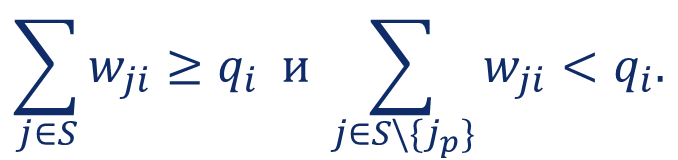 ∑_{j∈S} w_{ji} ≥ q_i и ∑_{j∈S\{j_p}} w_{ji} < q_i.